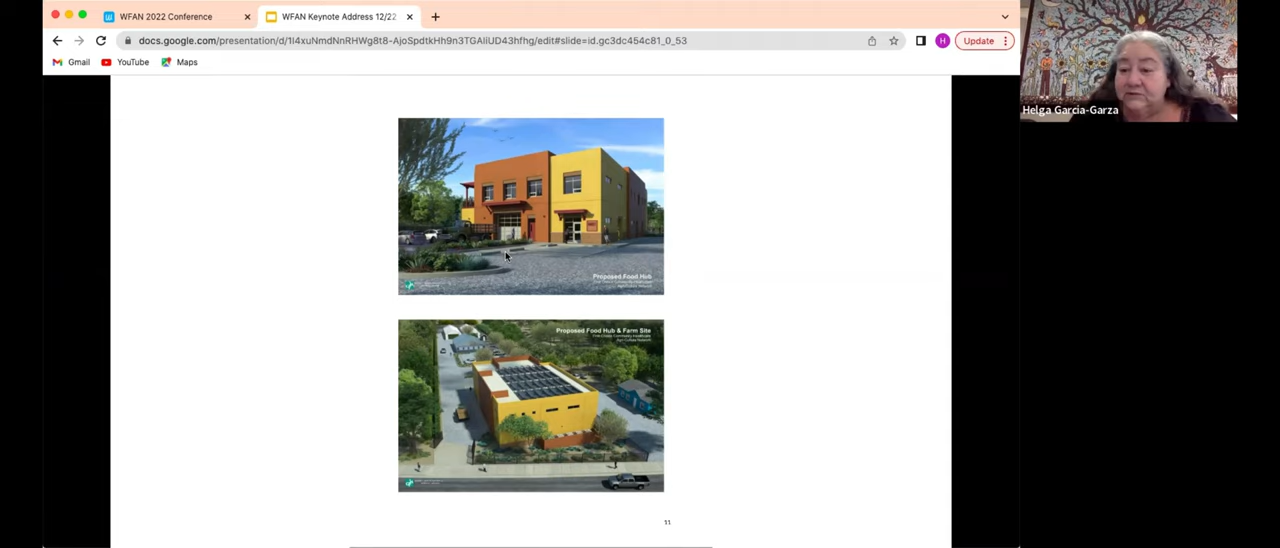 WFAN 2022 Conference
WFAN Keynote Address 12/22
docs.google.com/presentation/d/1I4xuNmdNnRHWg8t8-AjoSpdtkHh9n3TGAIiUD43hfhg/edit#slide=id.gc3dc454c81_0_53
H
Update
Gmail
YouTube
Maps
Helga Garcia-Garza
Proposed Food Hub
Proposed Food Hub & Farm Site
11